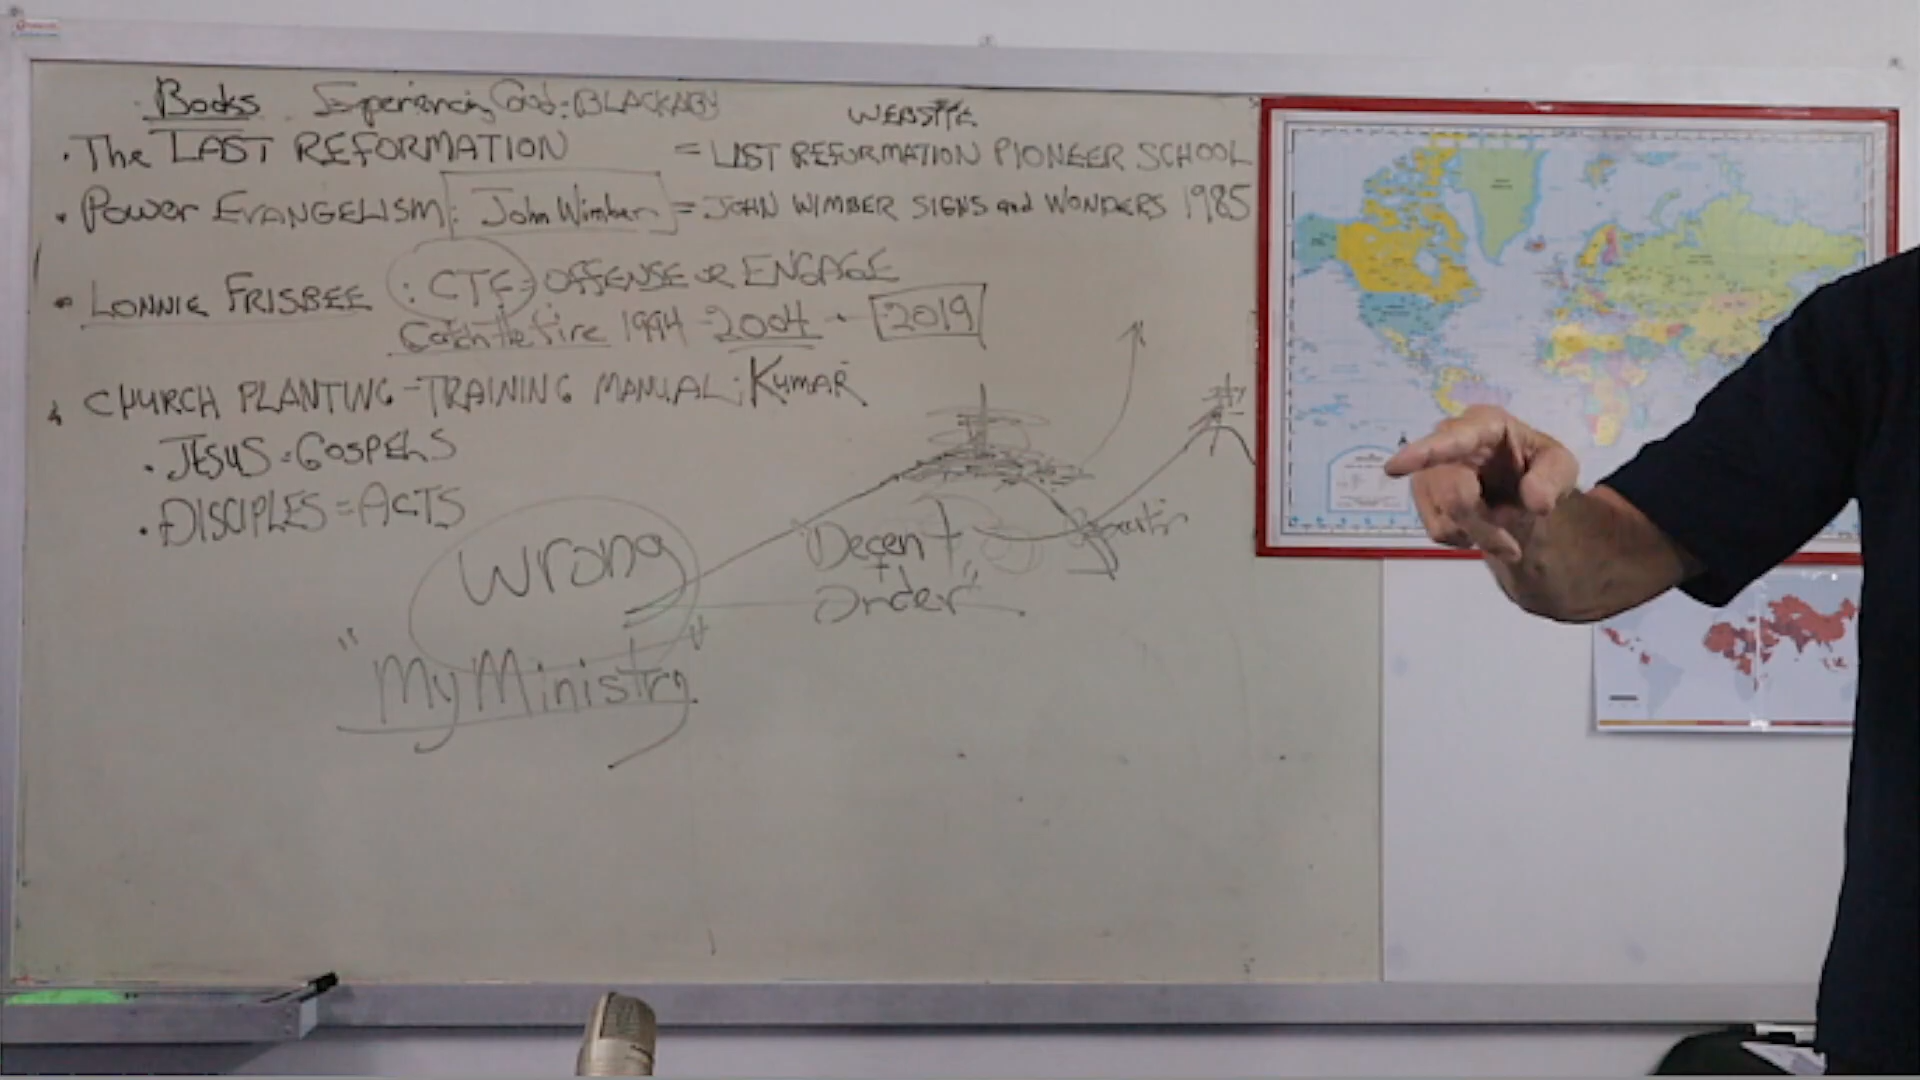 Books Experiencing God: BLACKABY
WEBSITE
• The LAST REFORMATION = LAST REFORMATION PIONEER SCHOOL
• POWER EVANGELISM: John Wimber = JOHN WIMBER SIGNS and WONDERS 1985
• LONNIE FRISBEE : CTF = OFFENSE or ENGAGE
Catch the fire 1994 - 2004 - 2019
• CHURCH PLANTING - TRAINING MANUAL: KUMAR
• JESUS = GOSPELS
• DISCIPLES = ACTS
Wrong
"Decent
+
Order"
"My Ministry"